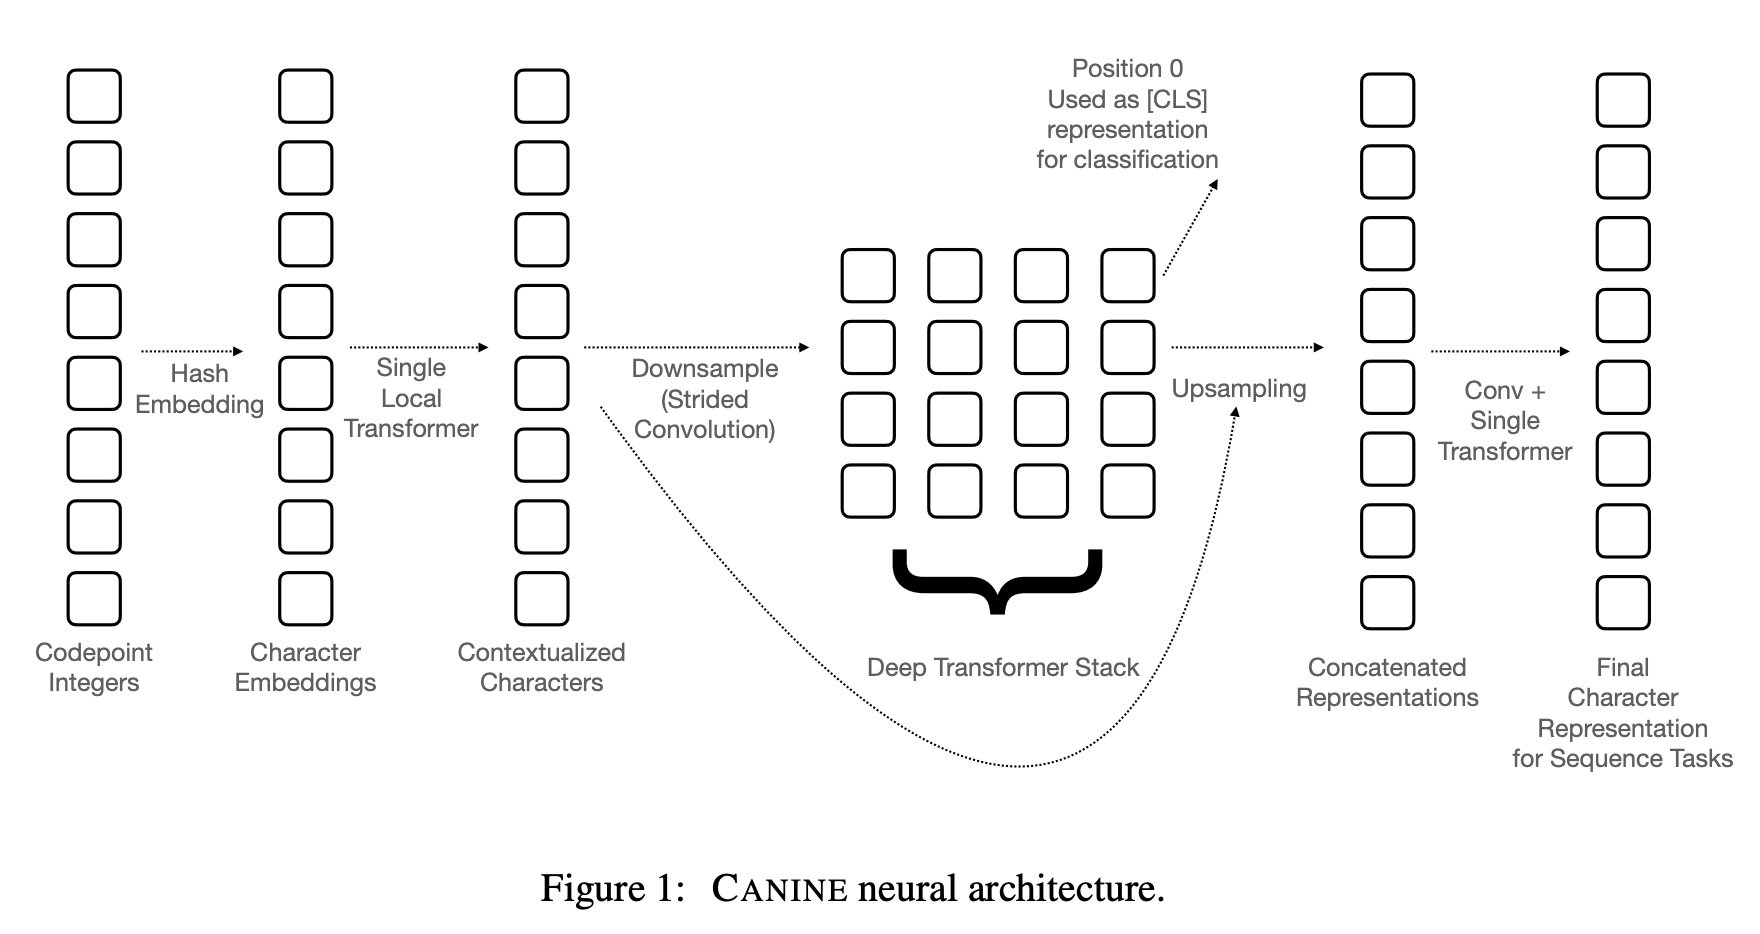 Position 0
Used as [CLS]
representation
for classification
Hash
Embedding
Single
Local
Transformer
Downsample
(Strided
Convolution)
Upsampling
Conv +
Single
Transformer
Codepoint
Integers
Character
Embeddings
Contextualized
Characters
Deep Transformer Stack
Concatenated
Representations
Final
Character
Representation
for Sequence Tasks
Figure 1: CANINE neural architecture.